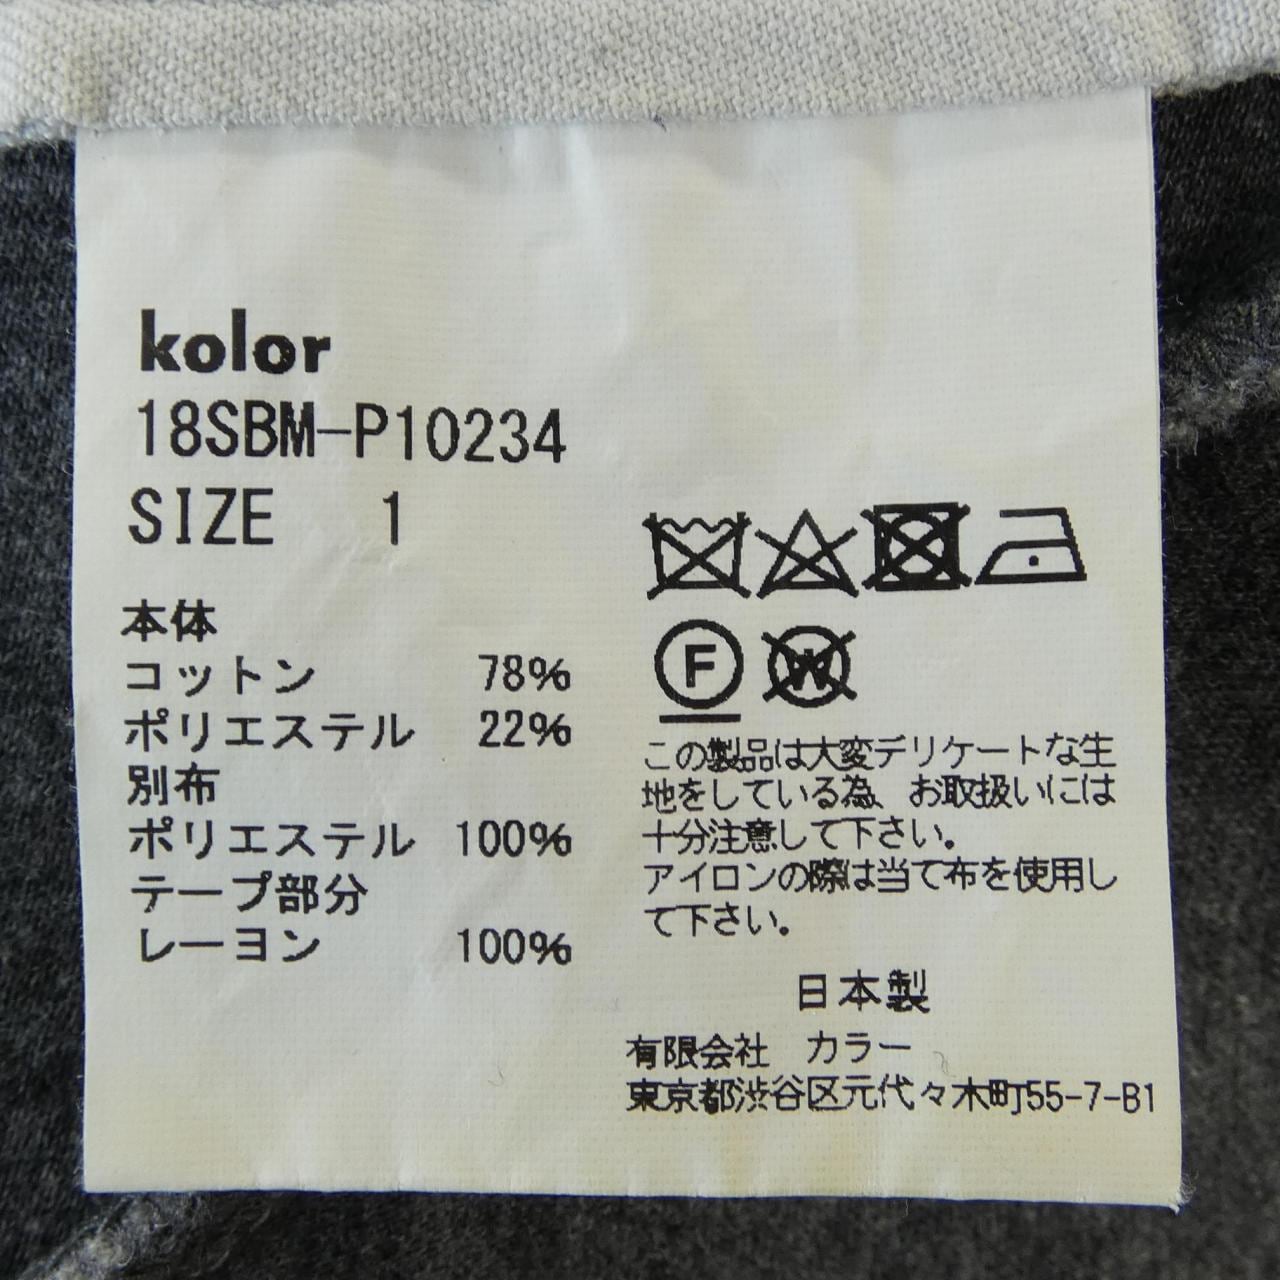 kolor
18SBM-P10234
SIZE 1
本体
コットン 78%
ポリエステル 22%
別布
ポリエステル 100%
テープ部分
レーヨン 100%
F W
この製品は大変デリケートな生
地をしている為、お取扱いには
十分注意して下さい。
アイロンの際は当て布を使用し
て下さい。
日本製
有限会社 カラー
東京都渋谷区元代々木町55-7-B1